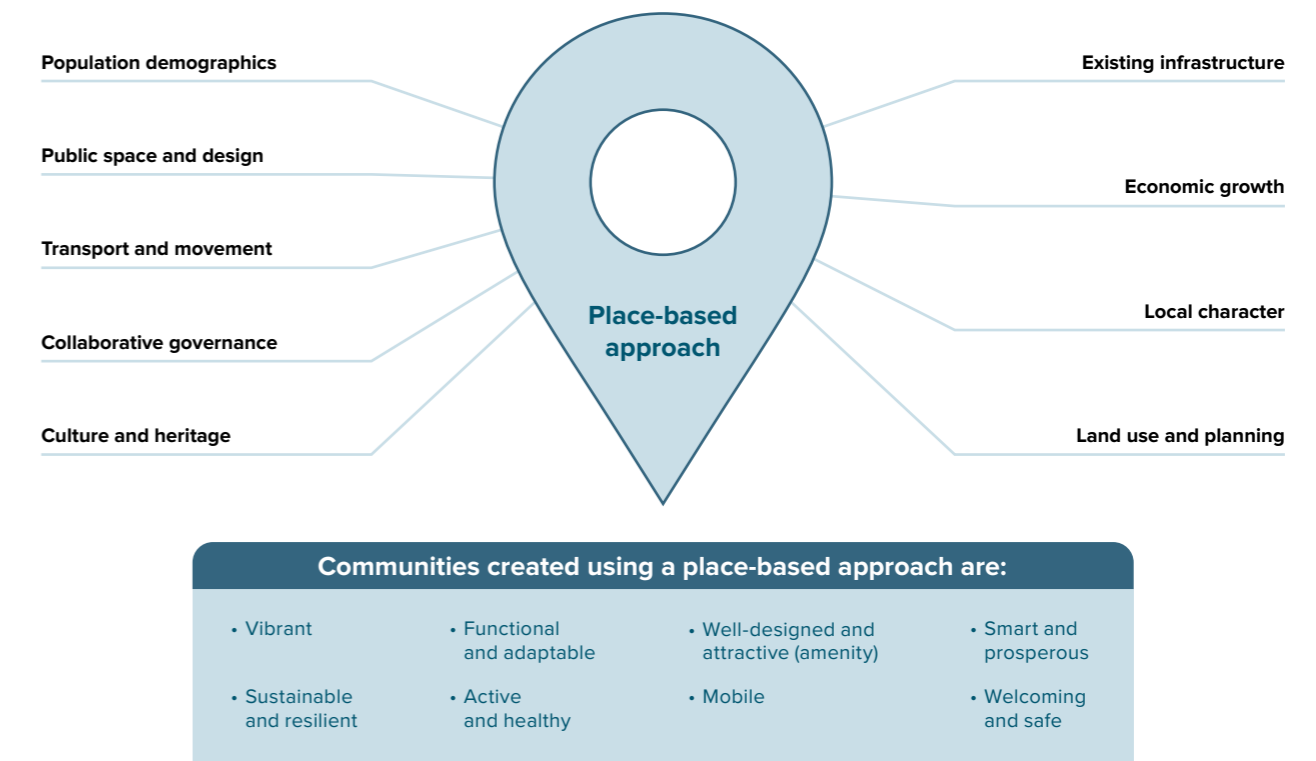 Population demographics
Public space and design
Transport and movement
Collaborative governance
Culture and heritage
Existing infrastructure
Economic growth
Local character
Land use and planning
Place-based
approach
Communities created using a place-based approach are:
• Vibrant
• Functional
and adaptable
• Well-designed and
attractive (amenity)
• Smart and
prosperous
• Sustainable
and resilient
• Active
and healthy
• Mobile
• Welcoming
and safe